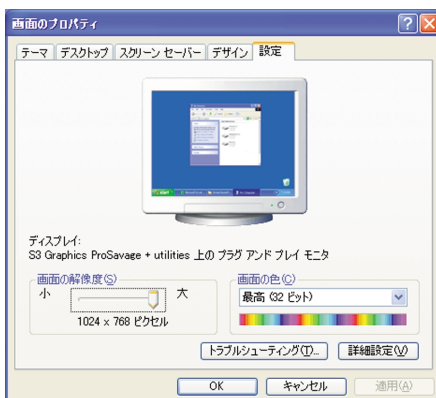 画面のプロパティ
テーマ デスクトップ スクリーン セーバー デザイン 設定
ディスプレイ:
S3 Graphics ProSavage + utilities 上の プラグ アンド プレイ モニタ
画面の解像度(S)
小 大
1024 x 768 ピクセル
画面の色(C)
最高 (32 ビット)
トラブルシューティング(T)... 詳細設定(V)
OK キャンセル 適用(A)